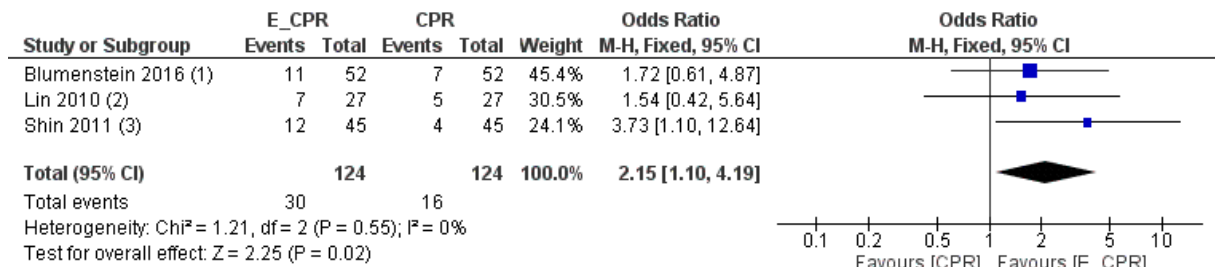 E_CPR CPR Odds Ratio Odds Ratio
Study or Subgroup Events Total Events Total Weight M-H, Fixed, 95% CI M-H, Fixed, 95% CI
Blumenstein 2016 (1) 11 52 7 52 45.4% 1.72 [0.61, 4.87]
Lin 2010 (2) 7 27 5 27 30.5% 1.54 [0.42, 5.64]
Shin 2011 (3) 12 45 4 45 24.1% 3.73 [1.10, 12.64]
Total (95% CI) 124 124 100.0% 2.15 [1.10, 4.19]
Total events 30 16
Heterogeneity: Chi² = 1.21, df = 2 (P = 0.55); I² = 0%
Test for overall effect: Z = 2.25 (P = 0.02)
0.1 0.2 0.5 1 2 5 10
Favours [CPR] Favours [E_CPR]